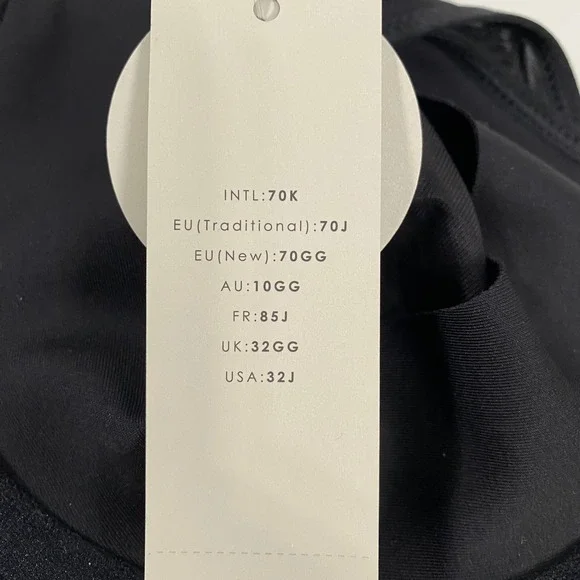 INTL:70K
EU(Traditional):70J
EU(New):70GG
AU:10GG
FR:85J
UK:32GG
USA:32J